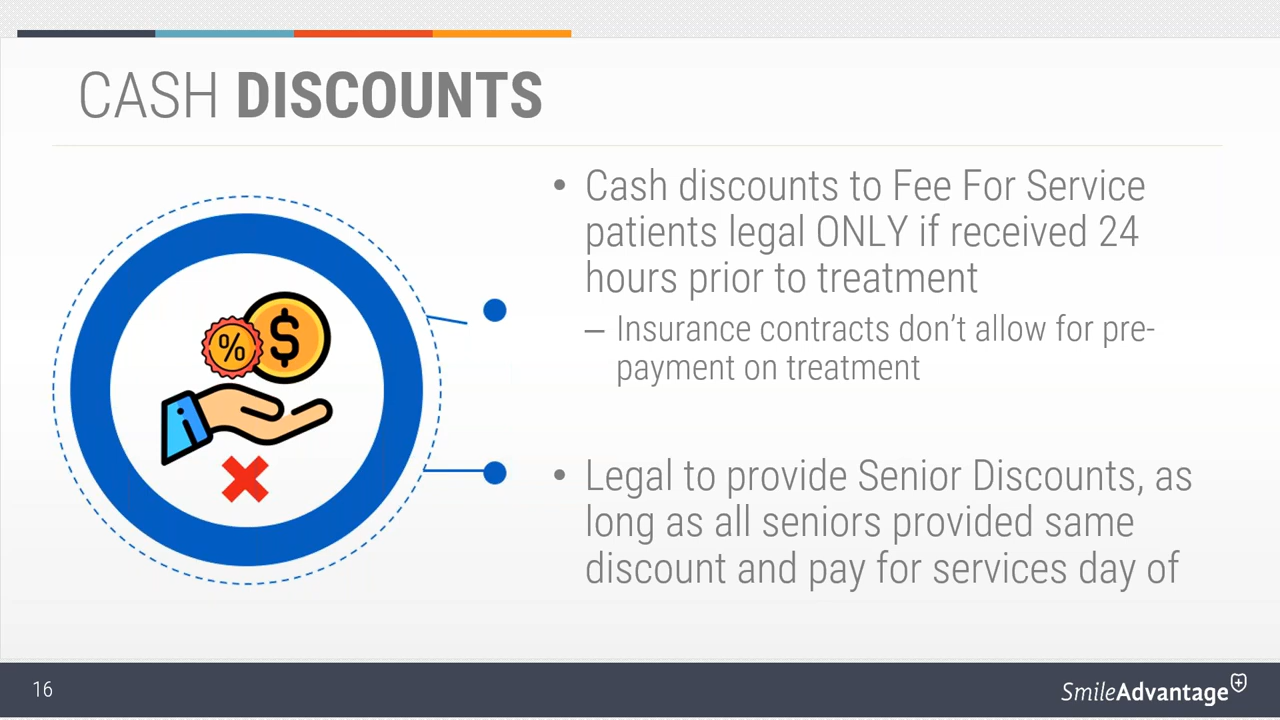 CASH DISCOUNTS
• Cash discounts to Fee For Service
patients legal ONLY if received 24
hours prior to treatment
– Insurance contracts don’t allow for pre-
payment on treatment
• Legal to provide Senior Discounts, as
long as all seniors provided same
discount and pay for services day of
% $
16
SmileAdvantage